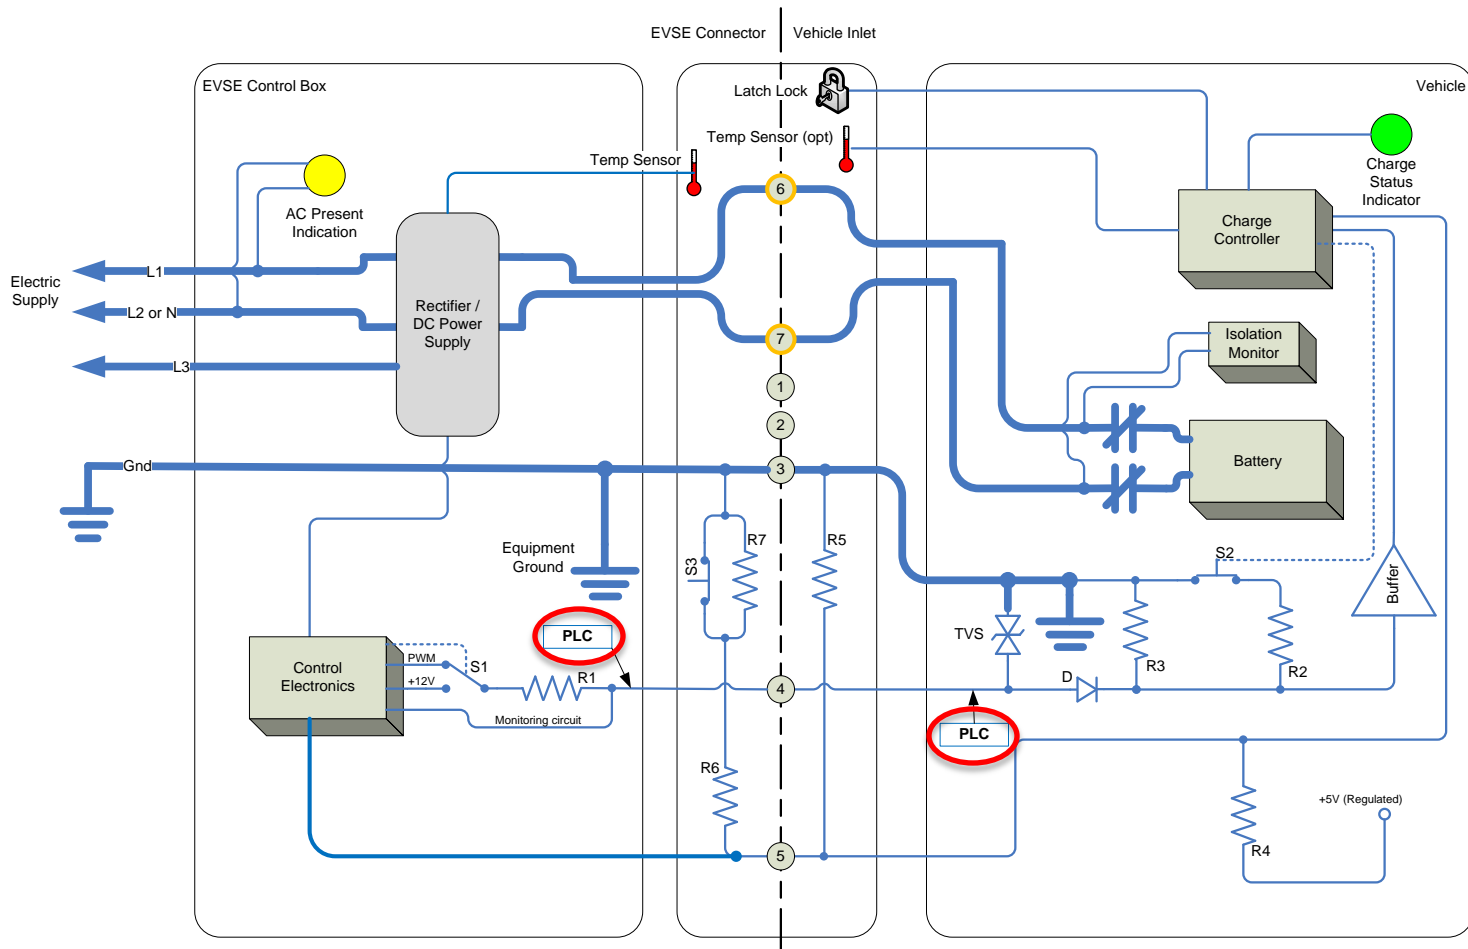 EVSE Connector
Vehicle Inlet
EVSE Control Box
Vehicle
Latch Lock
Temp Sensor (opt)
Temp Sensor
AC Present
Indication
Charge
Status
Indicator
Charge
Controller
6
Electric
Supply
L1
L2 or N
L3
Rectifier /
DC Power
Supply
7
Isolation
Monitor
1
2
Gnd
3
Battery
Equipment
Ground
S3
R7
R5
S2
Buffer
PLC
TVS
R3
R2
Control
Electronics
PWM
+12V
S1
R1
4
D
Monitoring circuit
PLC
R6
+5V (Regulated)
R4
5